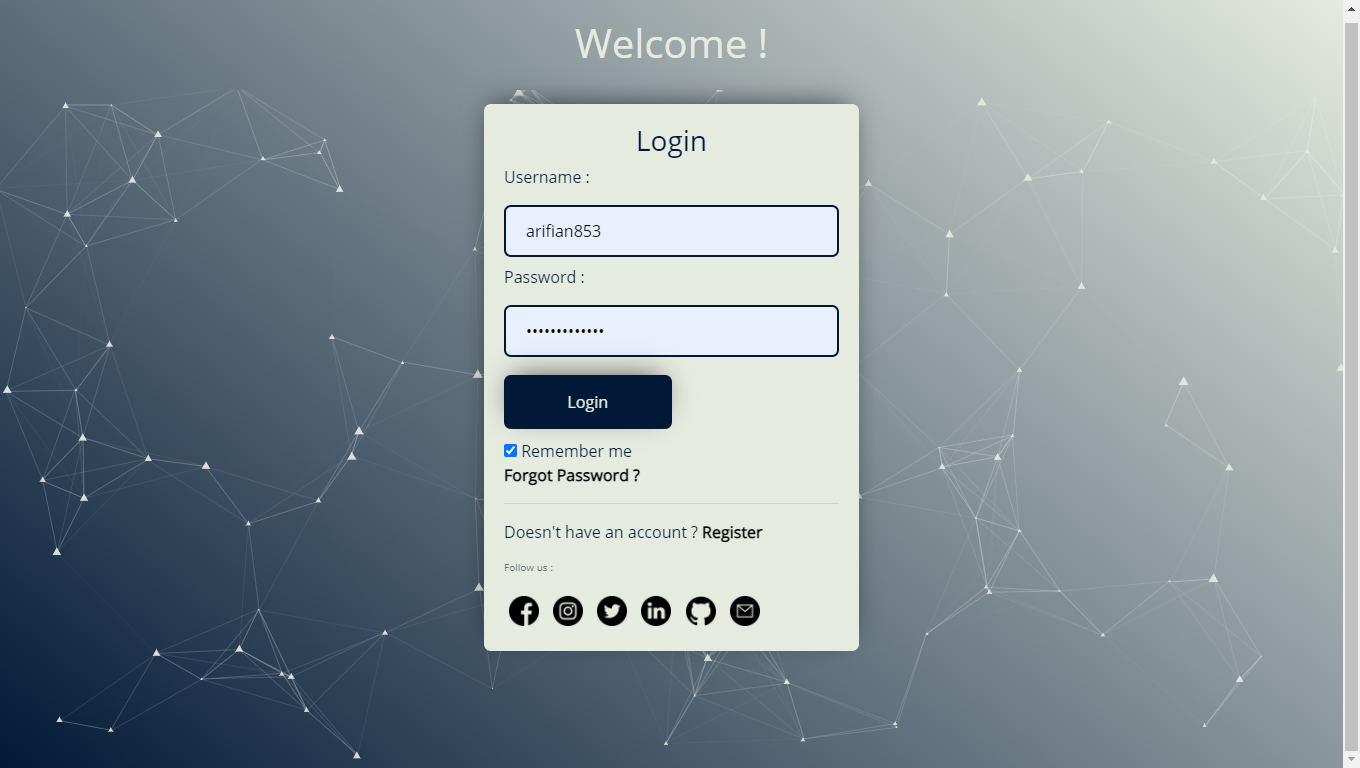 Welcome !
Login
Username :
arifian853
Password :
•••••••••••••
Login
Remember me
Forgot Password ?
Doesn't have an account ? Register
Follow us :